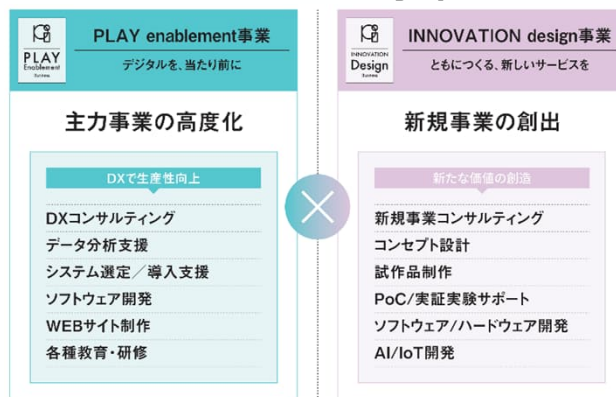 PLAY
Enablement
PLAY enablement事業
デジタルを、当たり前に
主力事業の高度化
DXで生産性向上
DXコンサルティング
データ分析支援
システム選定／導入支援
ソフトウェア開発
WEBサイト制作
各種教育・研修
INNOVATION
Design
INNOVATION design事業
ともにつくる、新しいサービスを
新規事業の創出
新たな価値の創造
新規事業コンサルティング
コンセプト設計
試作品制作
PoC/実証実験サポート
ソフトウェア/ハードウェア開発
AI/IoT開発